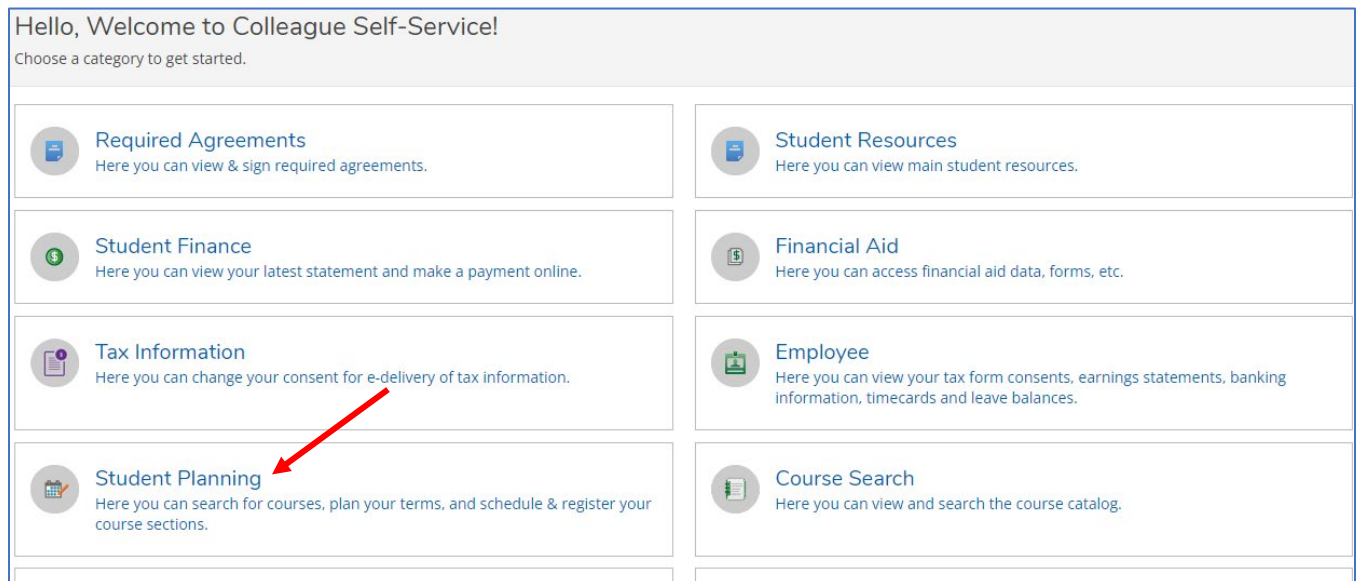 Hello, Welcome to Colleague Self-Service!
Choose a category to get started.
Required Agreements
Here you can view & sign required agreements.
Student Resources
Here you can view main student resources.
Student Finance
Here you can view your latest statement and make a payment online.
Financial Aid
Here you can access financial aid data, forms, etc.
Tax Information
Here you can change your consent for e-delivery of tax information.
Employee
Here you can view your tax form consents, earnings statements, banking
information, timecards and leave balances.
Student Planning
Here you can search for courses, plan your terms, and schedule & register your
course sections.
Course Search
Here you can view and search the course catalog.